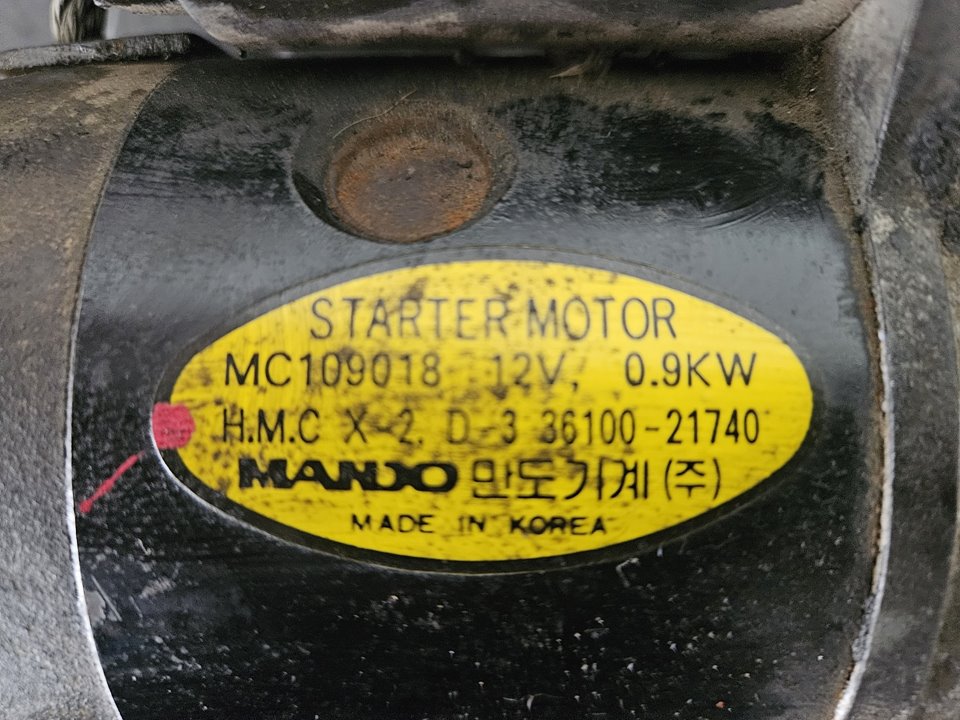 STARTER MOTOR
MC109018 12V, 0.9KW
H.M.C X-2, D-3 36100-21740
MANDO 만도기계(주)
MADE IN KOREA